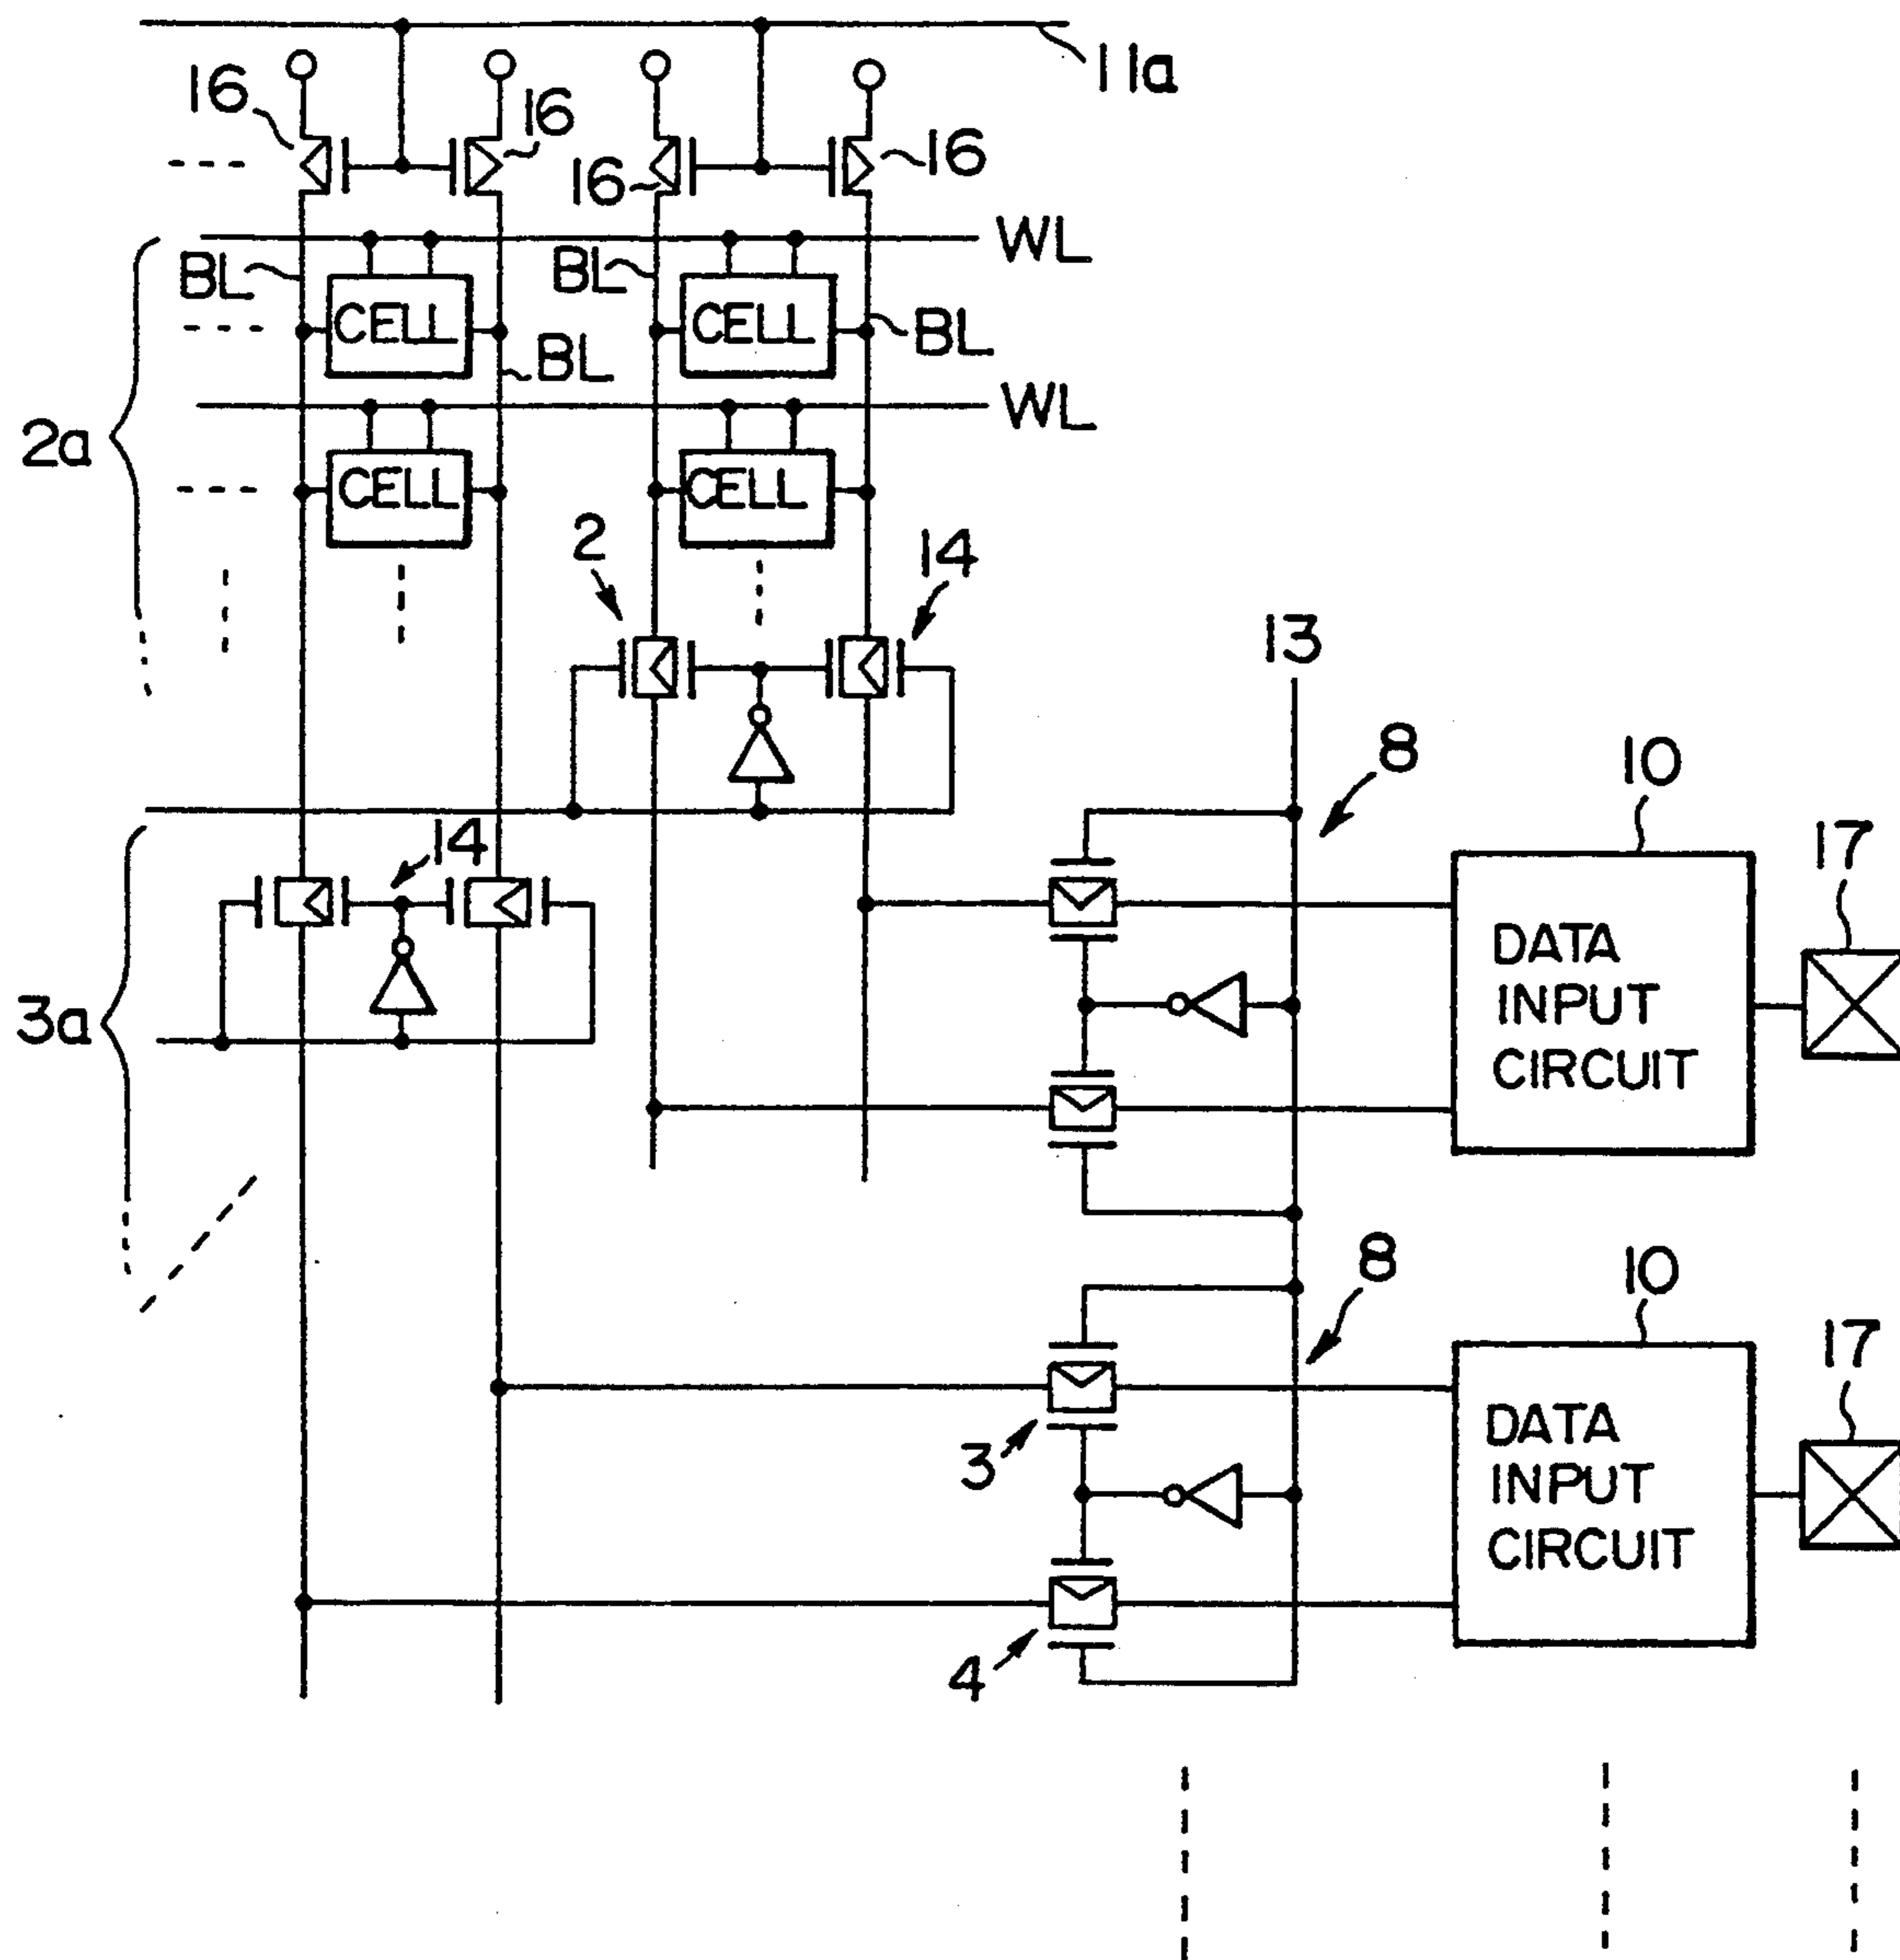 11a
16
16
16
16
WL
BL
BL
CELL
CELL
BL
BL
WL
2a
CELL
CELL
2
14
13
8
10
14
17
3a
DATA
INPUT
CIRCUIT
8
10
17
3
DATA
INPUT
CIRCUIT
4